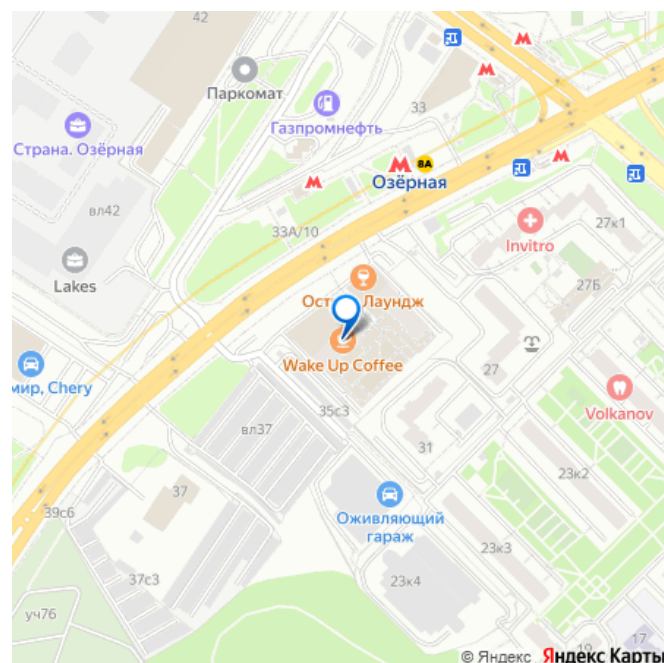 42
Паркомат
Газпромнефть
33
Страна. Озёрная
8А
Озёрная
вл42
33А/10
27к1
Invitro
Lakes
27Б
Лаундж
Wake Up Coffee
мир, Chery
27
Volkanov
35с3
вл37
31
23к2
37
39с6
Оживляющий
гараж
23к3
37с3
23к4
уч76
17
19
© Яндекс Яндекс Карты